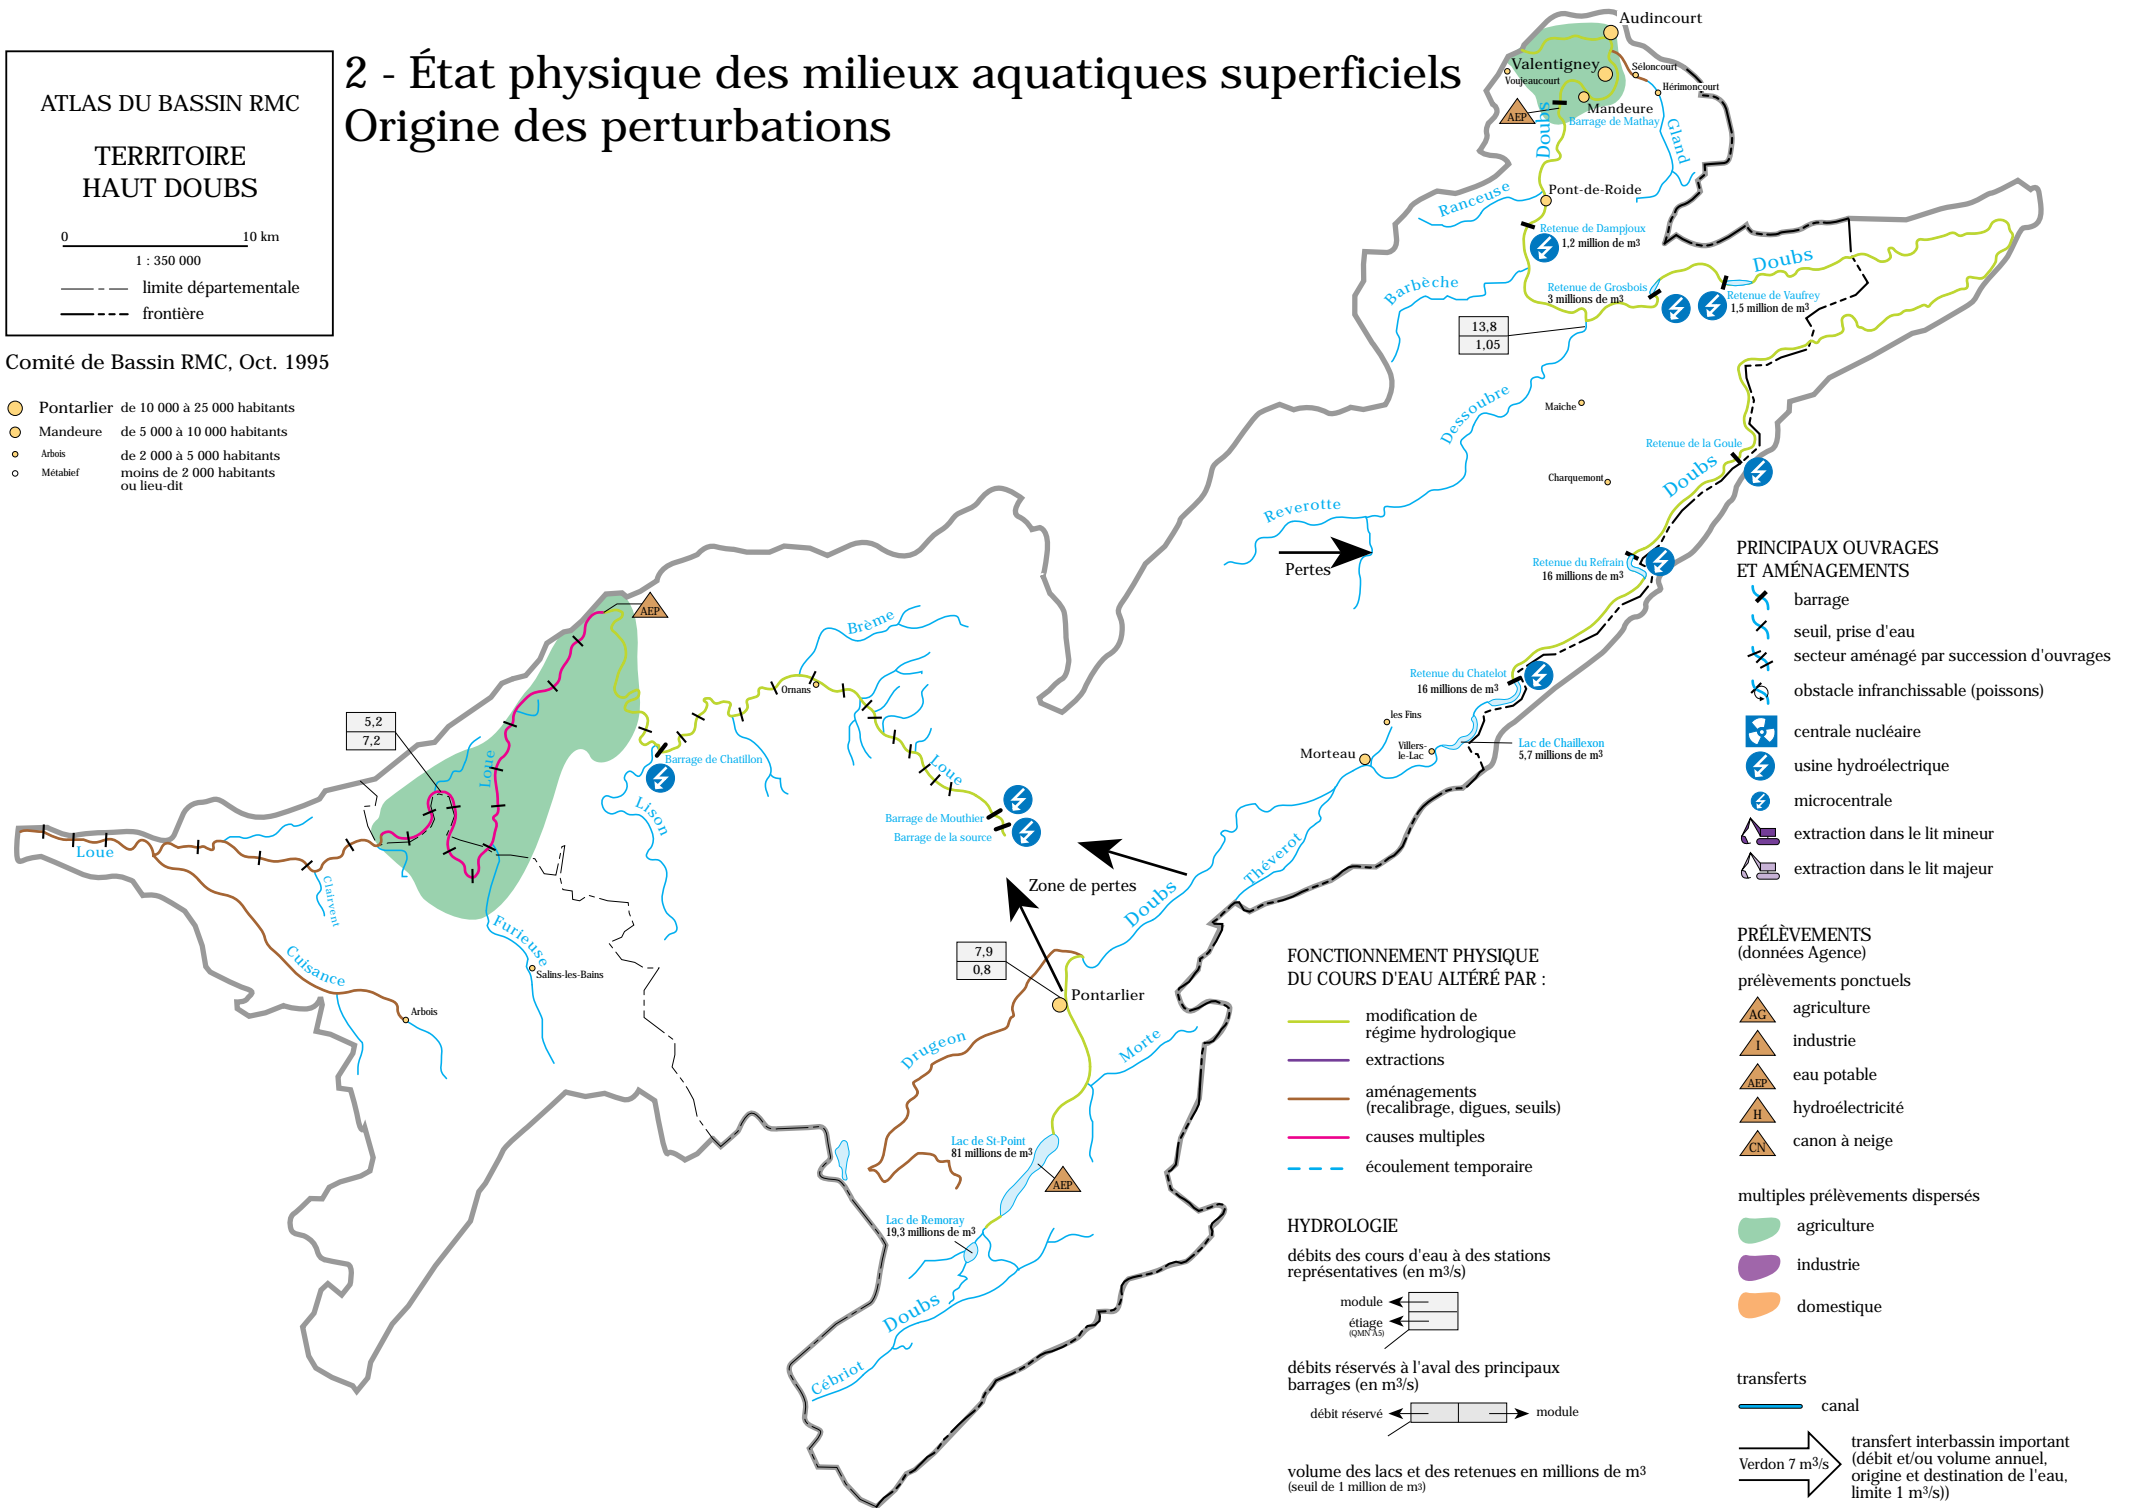 2 - État physique des milieux aquatiques superficiels
Origine des perturbations
ATLAS DU BASSIN RMC
TERRITOIRE
HAUT DOUBS
0 10 km
1 : 350 000
limite départementale
frontière
Comité de Bassin RMC, Oct. 1995
Pontarlier de 10 000 à 25 000 habitants
Mandeure de 5 000 à 10 000 habitants
Arbois de 2 000 à 5 000 habitants
Métabief moins de 2 000 habitants
ou lieu-dit
Audincourt
Valentigney
Séloncourt
Voujeaucourt
Hérimoncourt
Mandeure
AEP
Barrage de Mathay
Doubs
Gland
Pont-de-Roide
Ranceuse
Retenue de Dampjoux
1,2 million de m³
Doubs
Barbèche
Retenue de Grosbois
3 millions de m³
Retenue de Vaufrey
1,5 million de m³
13,8
1,05
Maiche
Dessoubre
Retenue de la Goule
Doubs
Charquemont
Reverotte
Pertes
Retenue du Refrain
16 millions de m³
Retenue du Chatelot
16 millions de m³
les Fins
Morteau
Villers-
le-Lac
Lac de Chaillexon
5,7 millions de m³
AEP
Brème
Ornans
5,2
7,2
Loue
Barrage de Chatillon
Loue
Lison
Barrage de Mouthier
Barrage de la source
Loue
Clairvent
Cuisance
Furieuse
Salins-les-Bains
Arbois
Zone de pertes
Doubs
Théverot
7,9
0,8
Pontarlier
Drugeon
Morte
Lac de St-Point
81 millions de m³
AEP
Lac de Remoray
19,3 millions de m³
Doubs
Cébriot
FONCTIONNEMENT PHYSIQUE
DU COURS D'EAU ALTÉRÉ PAR :
modification de
régime hydrologique
extractions
aménagements
(recalibrage, digues, seuils)
causes multiples
écoulement temporaire
HYDROLOGIE
débits des cours d'eau à des stations
représentatives (en m³/s)
module
étiage
(QMN A5)
débits réservés à l'aval des principaux
barrages (en m³/s)
débit réservé module
volume des lacs et des retenues en millions de m³
(seuil de 1 million de m³)
PRINCIPAUX OUVRAGES
ET AMÉNAGEMENTS
barrage
seuil, prise d'eau
secteur aménagé par succession d'ouvrages
obstacle infranchissable (poissons)
centrale nucléaire
usine hydroélectrique
microcentrale
extraction dans le lit mineur
extraction dans le lit majeur
PRÉLÈVEMENTS
(données Agence)
prélèvements ponctuels
AG agriculture
I industrie
AEP eau potable
H hydroélectricité
CN canon à neige
multiples prélèvements dispersés
agriculture
industrie
domestique
transferts
canal
Verdon 7 m³/s
transfert interbassin important
(débit et/ou volume annuel,
origine et destination de l'eau,
limite 1 m³/s))